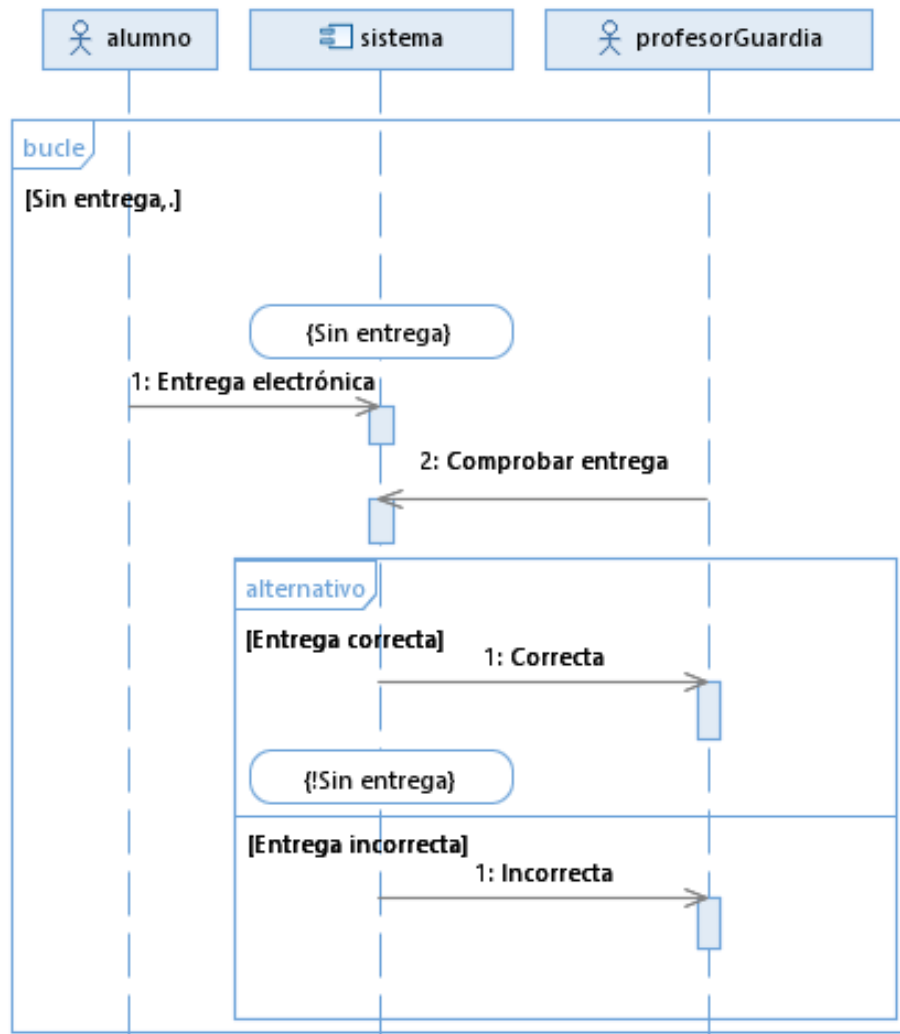 alumno
sistema
profesorGuardia
bucle
[Sin entrega,.]
{Sin entrega}
1: Entrega electrónica
2: Comprobar entrega
alternativo
[Entrega correcta]
1: Correcta
{!Sin entrega}
[Entrega incorrecta]
1: Incorrecta